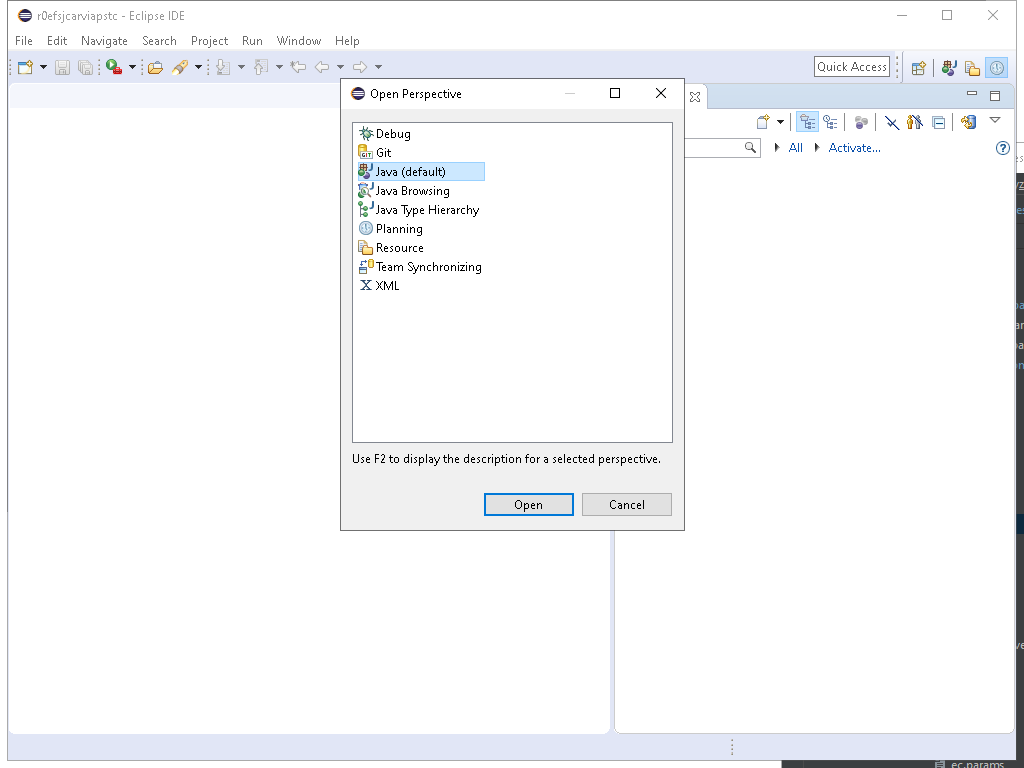 r0efsjcarviapstc - Eclipse IDE
File Edit Navigate Search Project Run Window Help
Quick Access
Open Perspective
Debug
GIT Git
Java (default)
Java Browsing
Java Type Hierarchy
Planning
Resource
Team Synchronizing
X XML
All Activate...
Use F2 to display the description for a selected perspective.
Open Cancel
ec.params